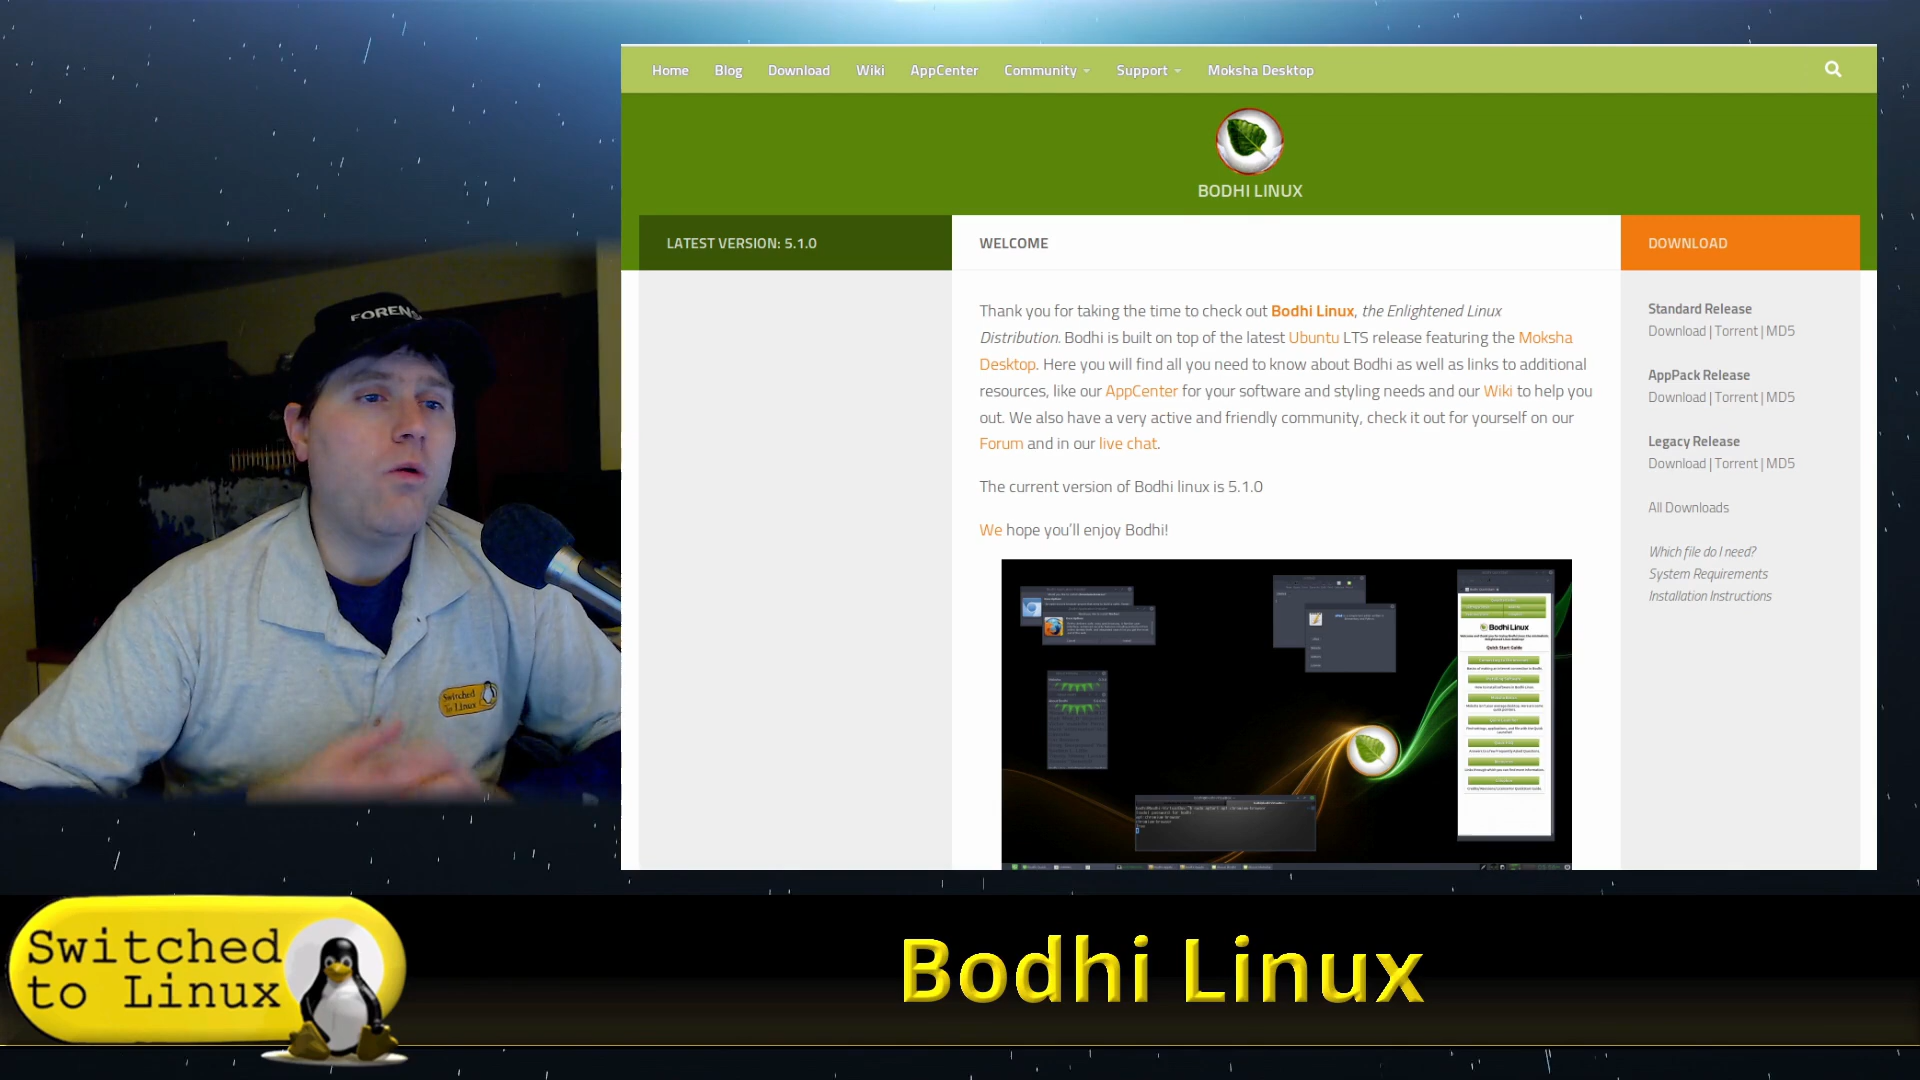 Home Blog Download Wiki AppCenter Community Support Moksha Desktop
BODHI LINUX
LATEST VERSION: 5.1.0
WELCOME
Thank you for taking the time to check out Bodhi Linux, the Enlightened Linux
Distribution. Bodhi is built on top of the latest Ubuntu LTS release featuring the Moksha
Desktop. Here you will find all you need to know about Bodhi as well as links to additional
resources, like our AppCenter for your software and styling needs and our Wiki to help you
out. We also have a very active and friendly community, check it out for yourself on our
Forum and in our live chat.
The current version of Bodhi linux is 5.1.0
We hope you'll enjoy Bodhi!
Bodhi Linux
Quick Start Guide
DOWNLOAD
Standard Release
Download | Torrent | MD5
AppPack Release
Download | Torrent | MD5
Legacy Release
Download | Torrent | MD5
All Downloads
Which file do I need?
System Requirements
Installation Instructions
Switched
To Linux
Switched
to Linux
Bodhi Linux